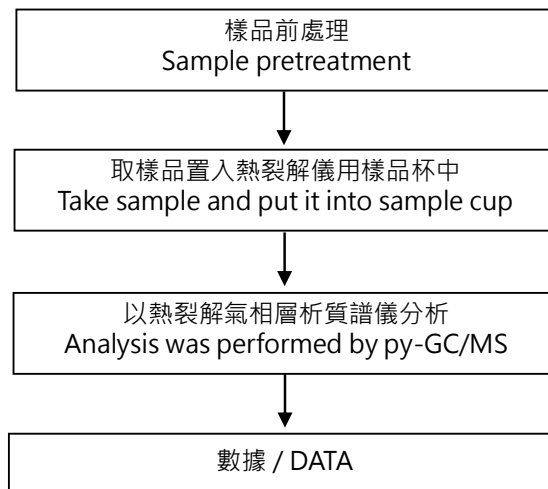 樣品前處理
Sample pretreatment
取樣品置入熱裂解儀用樣品杯中
Take sample and put it into sample cup
以熱裂解氣相層析質譜儀分析
Analysis was performed by py-GC/MS
數據 / DATA